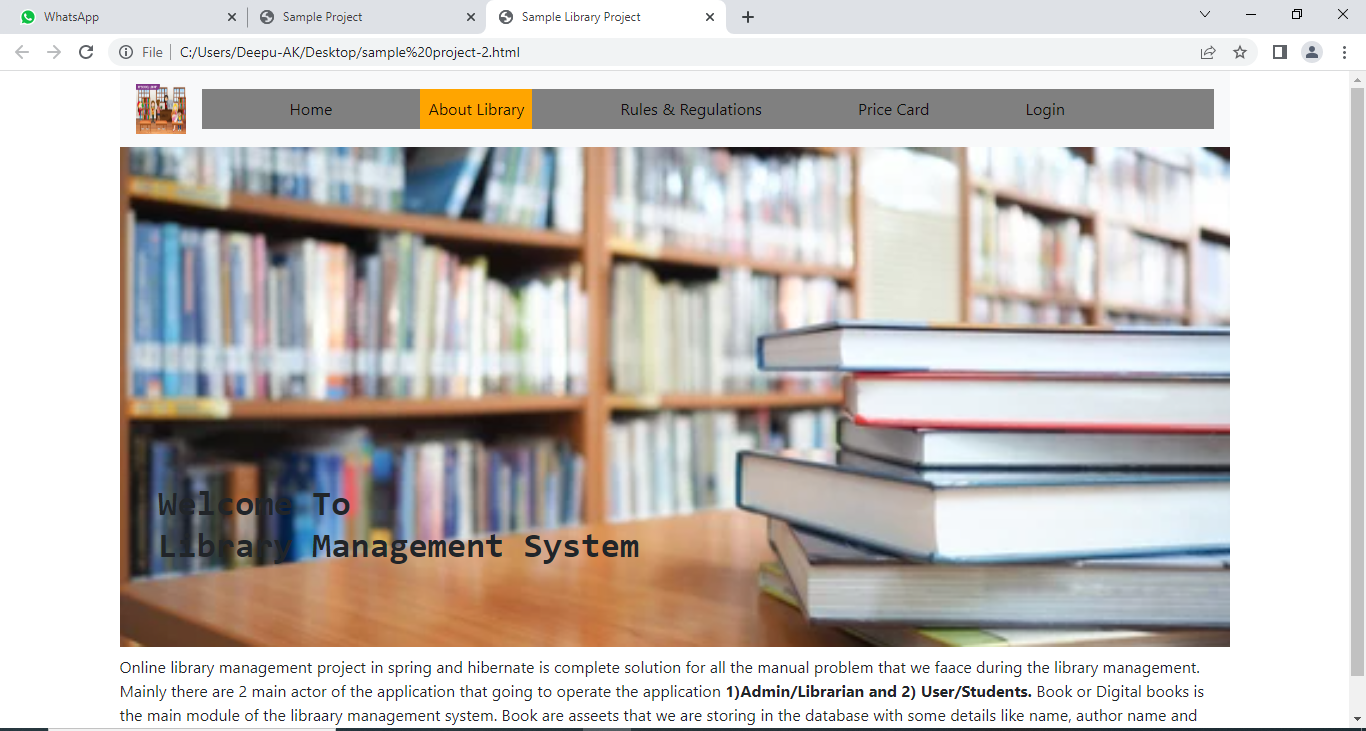 WhatsApp
Sample Project
Sample Library Project
File
C:/Users/Deepu-AK/Desktop/sample%20project-2.html
Home
About Library
Rules & Regulations
Price Card
Login
Welcome To
Library Management System
Online library management project in spring and hibernate is complete solution for all the manual problem that we faace during the library management.
Mainly there are 2 main actor of the application that going to operate the application 1)Admin/Librarian and 2) User/Students. Book or Digital books is
the main module of the libraary management system. Book are asseets that we are storing in the database with some details like name, author name and